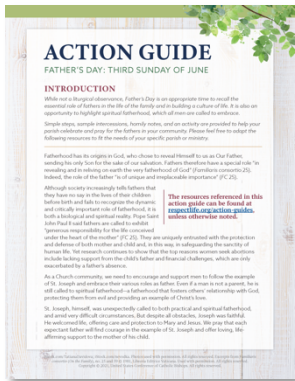 ACTION GUIDE
FATHER'S DAY: THIRD SUNDAY OF JUNE
INTRODUCTION
While not a liturgical observance, Father's Day is an appropriate time to recall the
essential role of fathers in the life of the family and in building a culture of life. It is also an
opportunity to highlight spiritual fatherhood, which all men are called to embrace.
Simple steps, sample intercessions, handy notes, and an activity are provided to help your
parish celebrate and pray for the fathers in your community. Please feel free to adapt the
following resources to fit the needs of your specific parish or ministry.
Fatherhood has its origins in God, who chose to reveal Himself to us as Our Father,
sending his only Son for the sake of our salvation. Fathers therefore have a special role "in
revealing and in reliving on earth the very fatherhood of God" (Familiaris consortio 25).
Indeed, the role of the father "is of unique and irreplaceable importance" (FC 25).
Although society increasingly tells fathers that
they have no say in the lives of their children
before birth and fails to recognize the dynamic
and critically important role of fatherhood, it is
both a biological and spiritual reality. Pope Saint
John Paul II said fathers are called to exhibit
"generous responsibility for the life conceived
under the heart of the mother" (FC 25). They are uniquely entrusted with the protection
and defense of both mother and child and, in this way, in safeguarding the sanctity of
human life. Research continues to show that the top reasons women seek abortions
include lacking support from the child's father and financial challenges, which are only
exacerbated by a father's absence.
The resources referenced in this
action guide can be found at
respectlife.org/action-guides,
unless otherwise noted.
As a Church community, we need to encourage and support men to follow the example
of St. Joseph and embrace their various roles as father. Even if a man is not a parent, he is
still called to spiritual fatherhood–a fatherhood that fosters others' relationship with God,
protecting them from evil and providing an example of Christ's love.
St. Joseph, himself, was unexpectedly called to both practical and spiritual fatherhood,
and amid very difficult circumstances. But despite all obstacles, Joseph was faithful.
He welcomed life, offering care and protection to Mary and Jesus. We pray that each
expectant father will find courage in the example of St. Joseph and offer loving, life-
affirming support to the mother of his child.